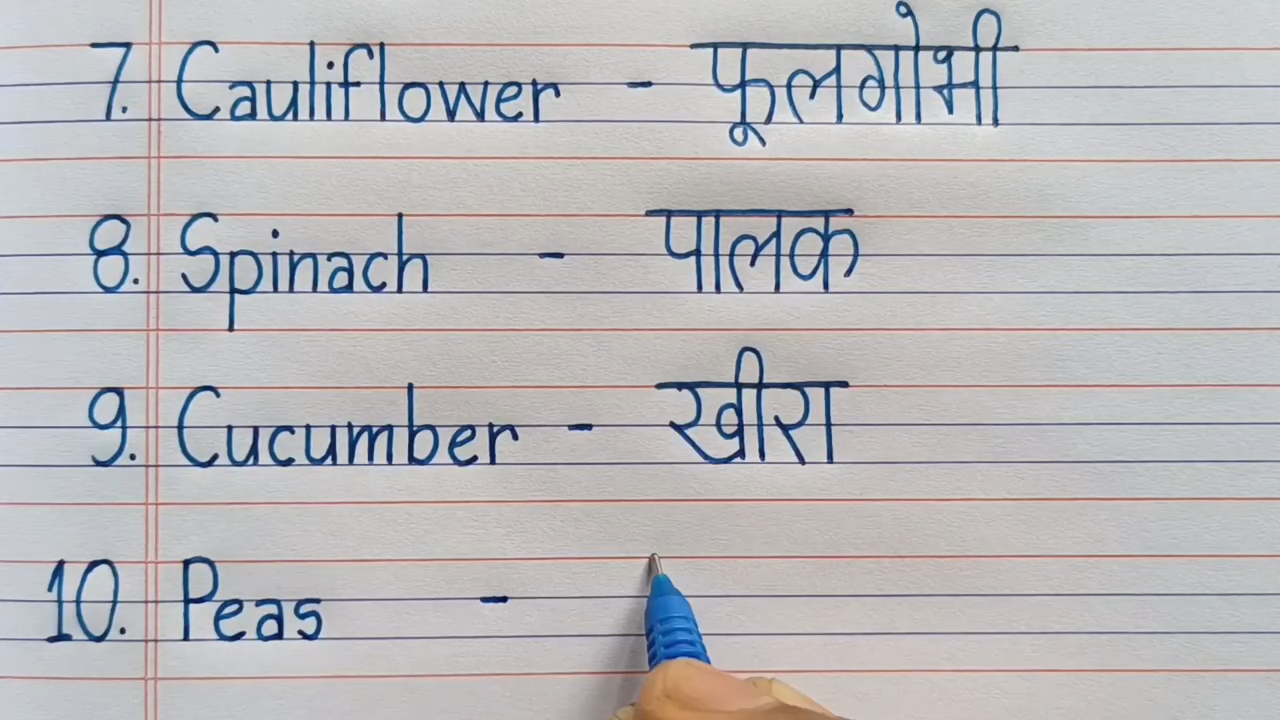 7. Cauliflower - फूलगोभी
8. Spinach - पालक
9. Cucumber - खीरा
10. Peas -